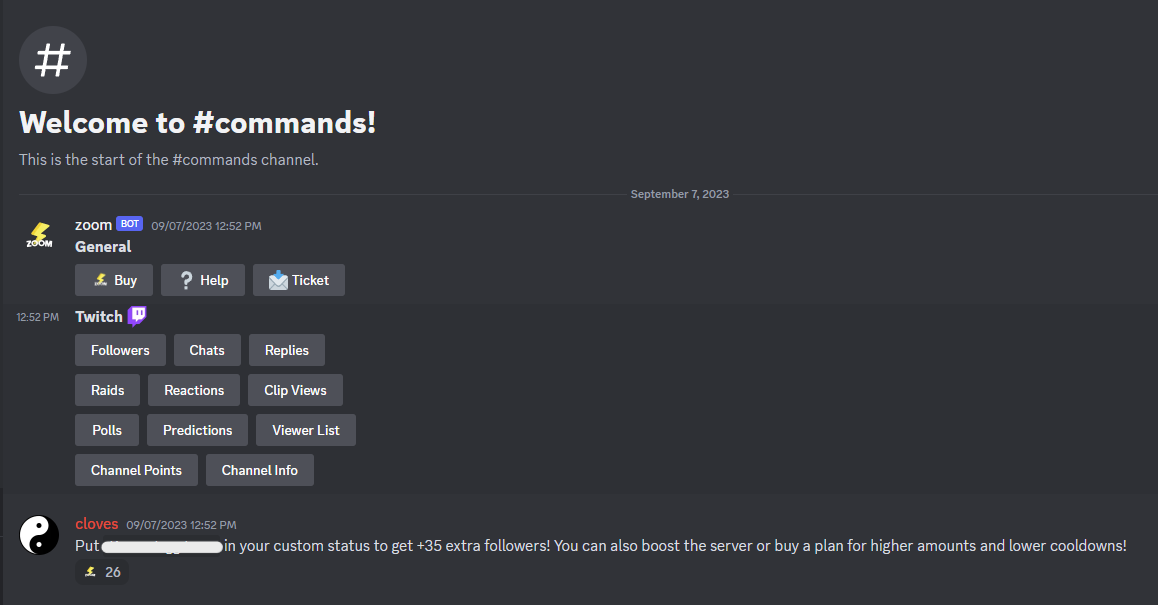 Welcome to #commands!
This is the start of the #commands channel.
September 7, 2023
zoom BOT 09/07/2023 12:52 PM
ZOOM
General
Buy Help Ticket
12:52 PM Twitch
Followers Chats Replies
Raids Reactions Clip Views
Polls Predictions Viewer List
Channel Points Channel Info
cloves 09/07/2023 12:52 PM
Put in your custom status to get +35 extra followers! You can also boost the server or buy a plan for higher amounts and lower cooldowns!
26